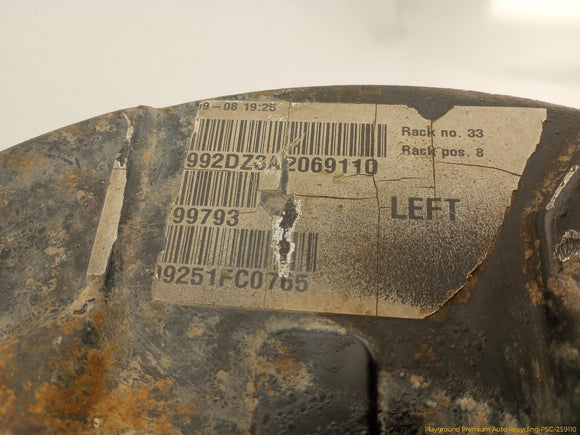 09-08 19:25
992DZ3A2069110
Rack no. 33
Rack pos. 8
99793
LEFT
09251FC0765
Playground Premium Auto Recycling-PSC-259110